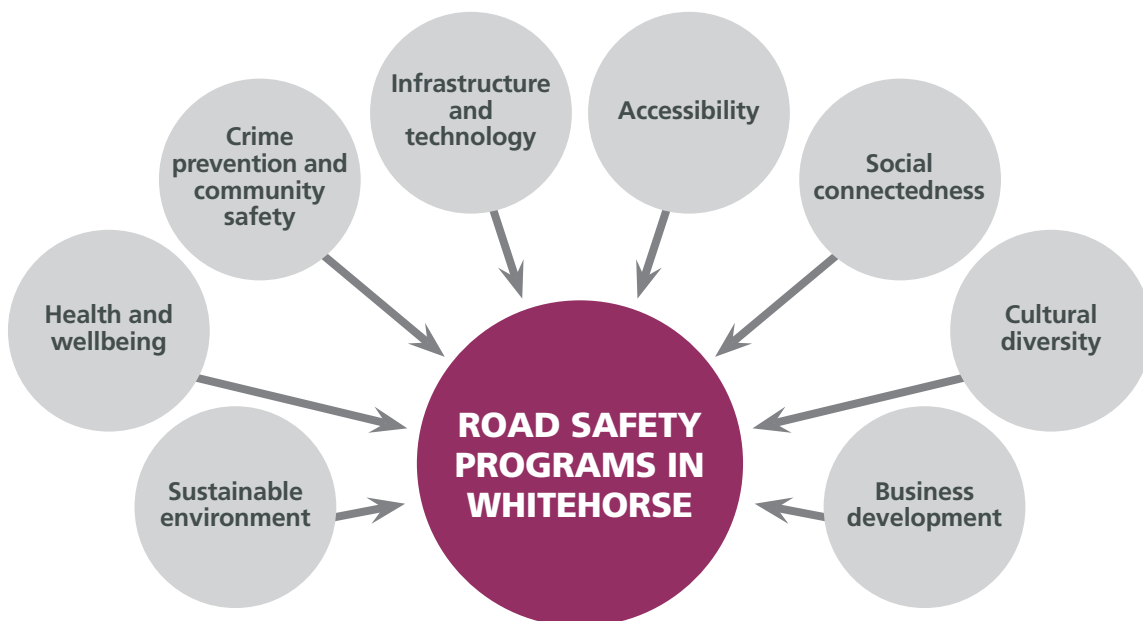 Infrastructure
and
technology
Accessibility
Crime
prevention and
community
safety
Social
connectedness
Health and
wellbeing
Cultural
diversity
ROAD SAFETY
PROGRAMS IN
WHITEHORSE
Sustainable
environment
Business
development